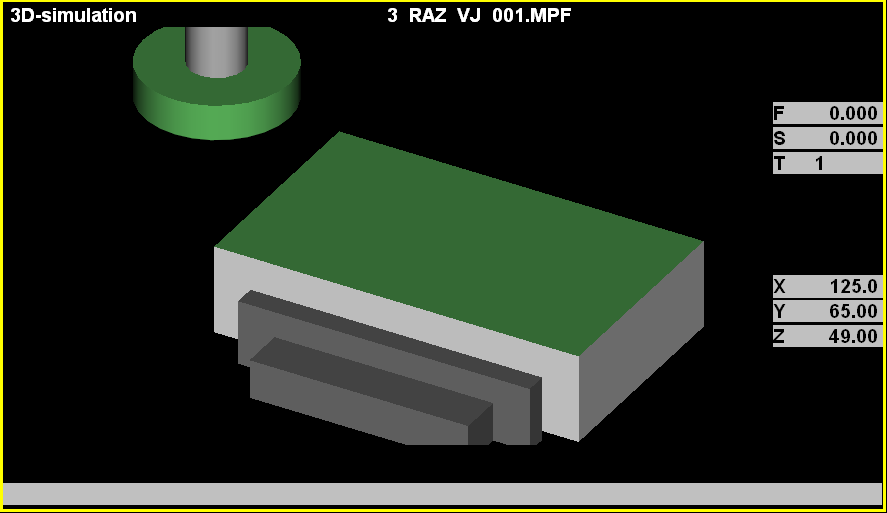 3D-simulation 3 RAZ VJ 001.MPF
F 0.000
S 0.000
T 1
X 125.0
Y 65.00
Z 49.00